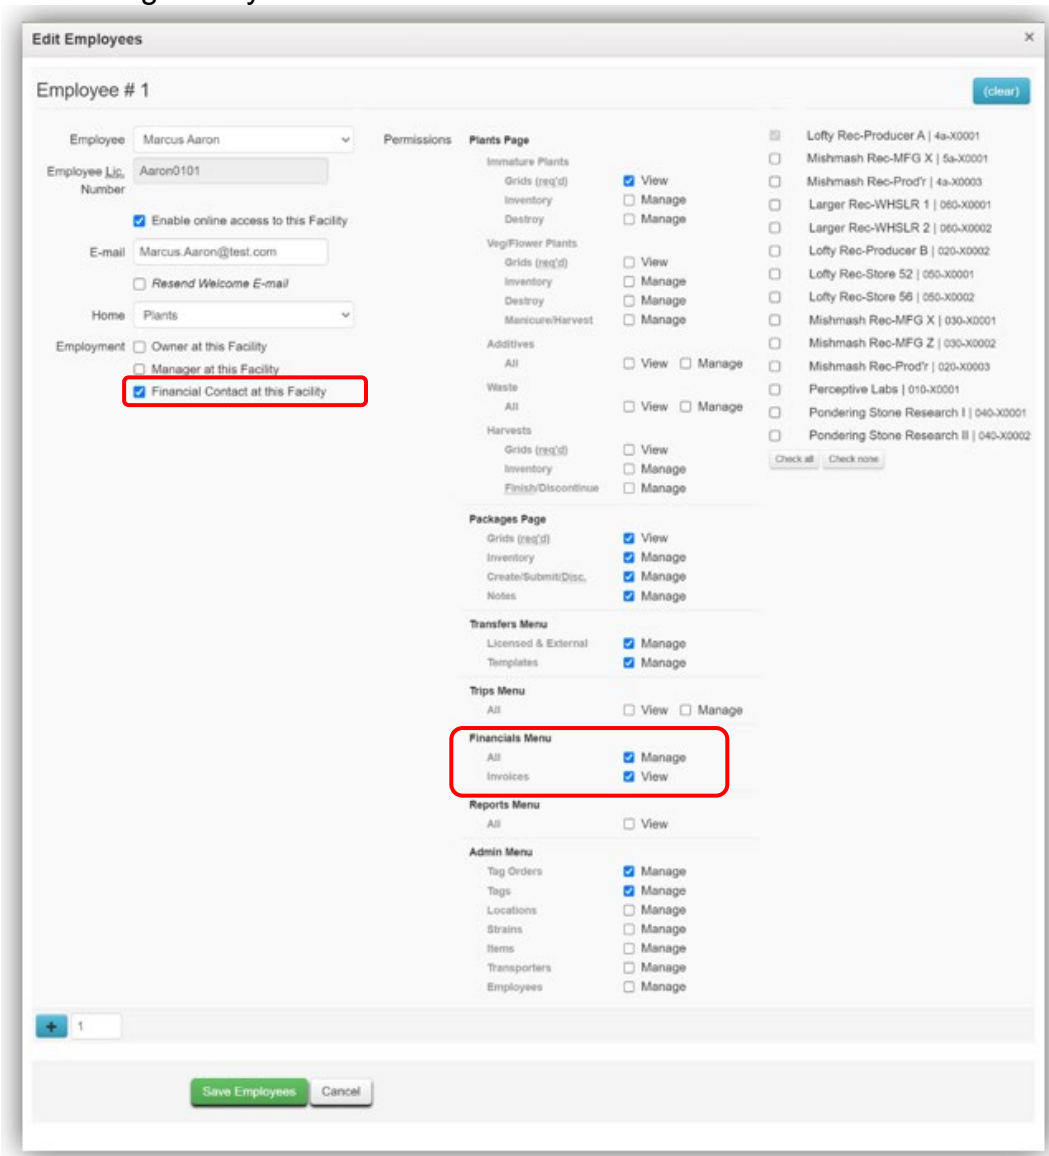 Edit Employees ×
Employee # 1
(clear)
Employee Marcus Aaron
Employee Lic. Number Aaron0101
Enable online access to this Facility
E-mail Marcus.Aaron@test.com
Resend Welcome E-mail
Home Plants
Employment Owner at this Facility
Manager at this Facility
Financial Contact at this Facility
Permissions
Plants Page
Immature Plants
Grids (req'd) View
Inventory Manage
Destroy Manage
Veg/Flower Plants
Grids (req'd) View
Inventory Manage
Destroy Manage
Manicure/Harvest Manage
Additives
All View Manage
Waste
All View Manage
Harvests
Grids (req'd) View
Inventory Manage
Finish/Discontinue Manage
Packages Page
Grids (req'd) View
Inventory Manage
Create/Submit/Disc. Manage
Notes Manage
Transfers Menu
Licensed & External Manage
Templates Manage
Trips Menu
All View Manage
Financials Menu
All Manage
Invoices View
Reports Menu
All View
Admin Menu
Tag Orders Manage
Tags Manage
Locations Manage
Strains Manage
Items Manage
Transporters Manage
Employees Manage
Lofty Rec-Producer A | 4a-X0001
Mishmash Rec-MFG X | 5a-X0001
Mishmash Rec-Prod'r | 4a-X0003
Larger Rec-WHSLR 1 | 060-X0001
Larger Rec-WHSLR 2 | 060-X0002
Lofty Rec-Producer B | 020-X0002
Lofty Rec-Store 52 | 050-X0001
Lofty Rec-Store 56 | 050-X0002
Mishmash Rec-MFG X | 030-X0001
Mishmash Rec-MFG Z | 030-X0002
Mishmash Rec-Prod'r | 020-X0003
Perceptive Labs | 010-X0001
Pondering Stone Research I | 040-X0001
Pondering Stone Research II | 040-X0002
Check all Check none
+ 1
Save Employees Cancel